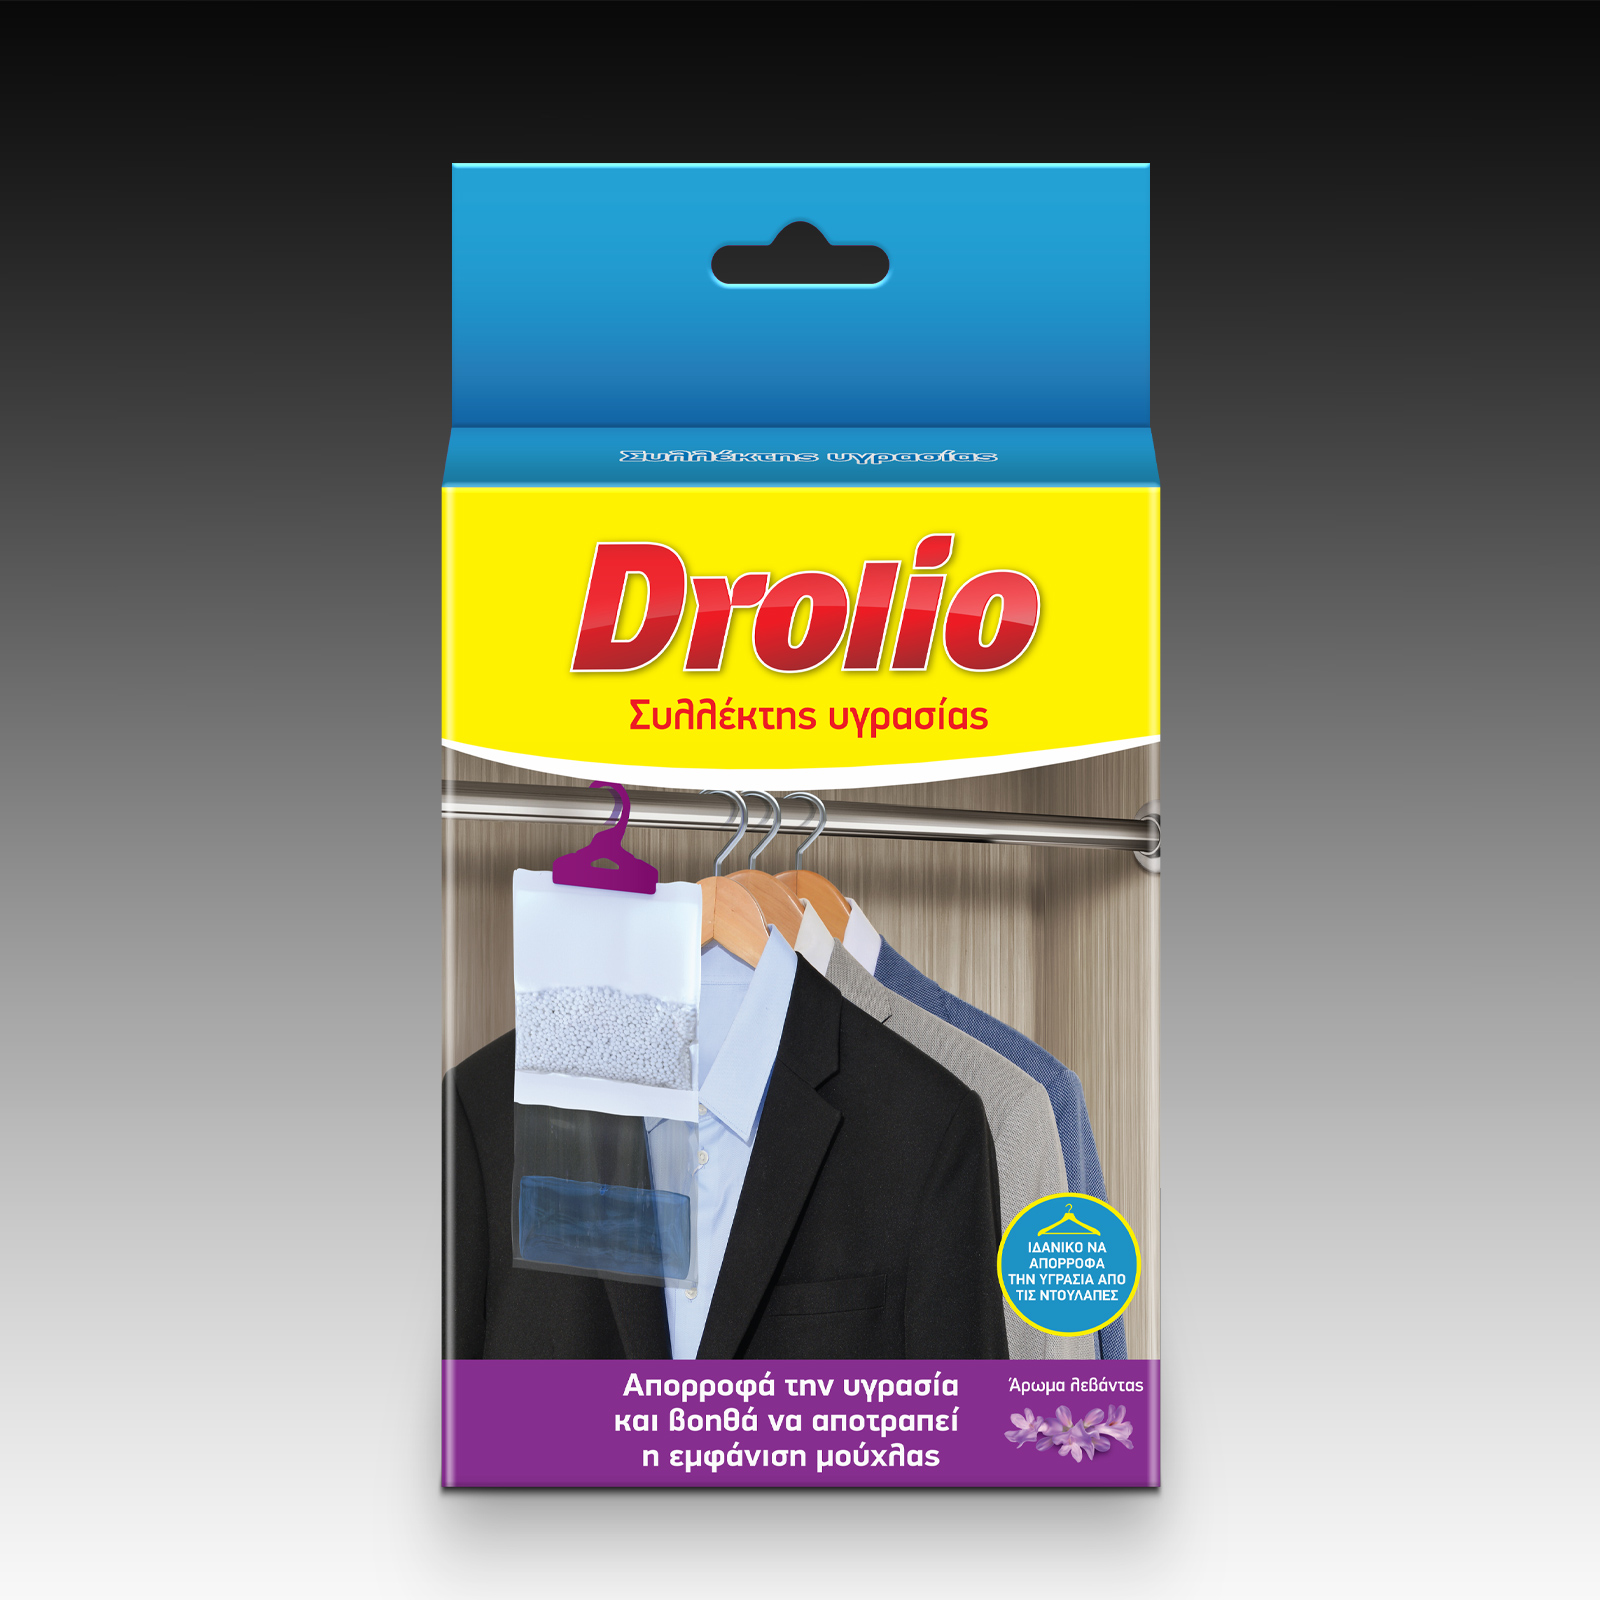 Συλλέκτης υγρασίας
Drolio
Συλλέκτης υγρασίας
ΙΔΑΝΙΚΟ ΝΑ
ΑΠΟΡΡΟΦΑ
ΤΗΝ ΥΓΡΑΣΙΑ ΑΠΟ
ΤΙΣ ΝΤΟΥΛΑΠΕΣ
Απορροφά την υγρασία
και βοηθά να αποτραπεί
η εμφάνιση μούχλας
Άρωμα λεβάντας